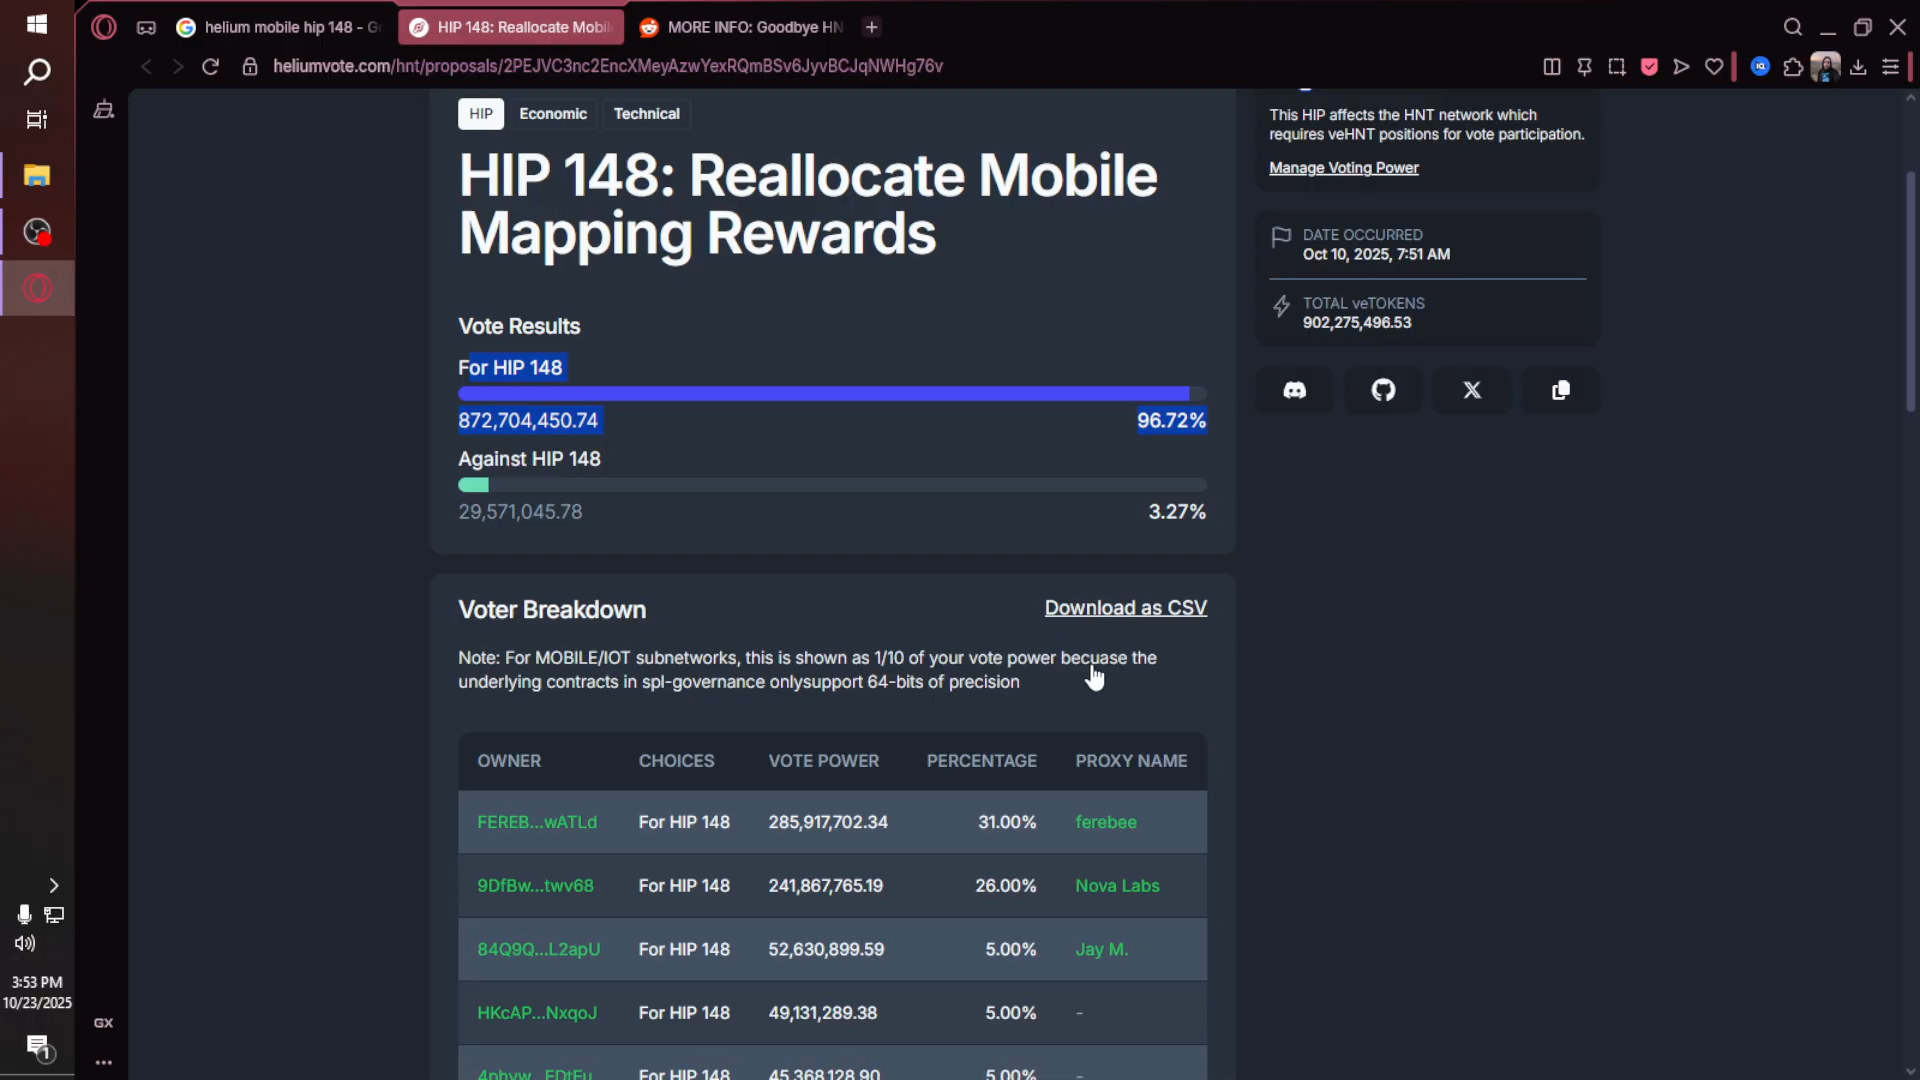 helium mobile hip 148 - G
HIP 148: Reallocate Mobil
MORE INFO: Goodbye HN
heliumvote.com/hnt/proposals/2PEJVC3nc2EncXMeyAzwYexRQmBSv6JyvBCJqNWHg76v
HIP
Economic
Technical
HIP 148: Reallocate Mobile
Mapping Rewards
Vote Results
For HIP 148
872,704,450.74
96.72%
Against HIP 148
29,571,045.78
3.27%
This HIP affects the HNT network which
requires veHNT positions for vote participation.
Manage Voting Power
DATE OCCURRED
Oct 10, 2025, 7:51 AM
TOTAL veTOKENS
902,275,496.53
Voter Breakdown
Download as CSV
Note: For MOBILE/IOT subnetworks, this is shown as 1/10 of your vote power becuase the
underlying contracts in spl-governance onlysupport 64-bits of precision
OWNER CHOICES VOTE POWER PERCENTAGE PROXY NAME
FEREB...wATLd For HIP 148 285,917,702.34 31.00% ferebee
9DfBw...twv68 For HIP 148 241,867,765.19 26.00% Nova Labs
84Q9Q...L2apU For HIP 148 52,630,899.59 5.00% Jay M.
HKcAP...NxqoJ For HIP 148 49,131,289.38 5.00% -
For HIP 148 45,368,128.90 5.00% -
3:53 PM
10/23/2025
GX
1